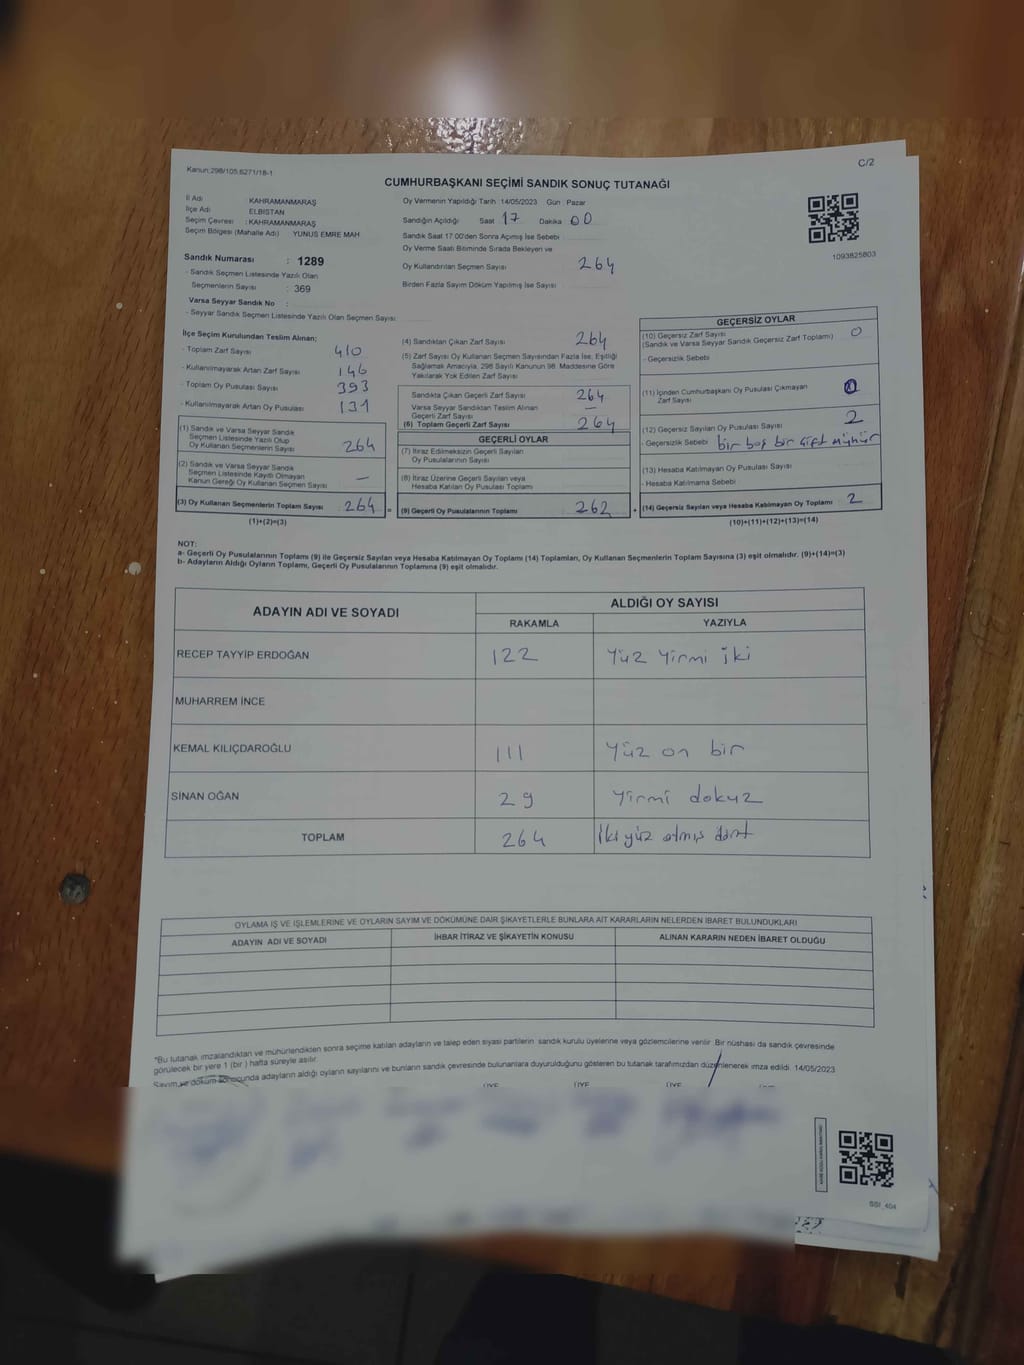 Kanun;298/105;6271/18-1
C/2
CUMHURBAŞKANI SEÇİMİ SANDIK SONUÇ TUTANAĞI
İl Adı : KAHRAMANMARAŞ
İlçe Adı : ELBİSTAN
Seçim Çevresi : KAHRAMANMARAŞ
Seçim Bölgesi (Mahalle Adı) : YUNUS EMRE MAH
Sandık Numarası : 1289
- Sandık Seçmen Listesinde Yazılı Olan
Seçmenlerin Sayısı : 369
Varsa Seyyar Sandık No :
- Seyyar Sandık Seçmen Listesinde Yazılı Olan Seçmen Sayısı:
Oy Vermenin Yapıldığı Tarih 14/05/2023 Gün : Pazar
Sandığın Açıldığı Saat 17 Dakika 00
Sandık Saat 17.00'den Sonra Açılmış İse Sebebi
Oy Verme Saati Bitiminde Sırada Bekleyen ve
Oy Kullandırılan Seçmen Sayısı 264
Birden Fazla Sayım Döküm Yapılmış İse Sayısı
1093825803
İlçe Seçim Kurulundan Teslim Alınan;
- Toplam Zarf Sayısı 410
- Kullanılmayarak Artan Zarf Sayısı 146
- Toplam Oy Pusulası Sayısı 393
- Kullanılmayarak Artan Oy Pusulası 131
(1) Sandık ve Varsa Seyyar Sandık
Seçmen Listesinde Yazılı Olup
Oy Kullanan Seçmenlerin Sayısı 264
(2) Sandık ve Varsa Seyyar Sandık
Seçmen Listesinde Kayıtlı Olmayan
Kanun Gereği Oy Kullanan Seçmen Sayısı —
(3) Oy Kullanan Seçmenlerin Toplam Sayısı 264 =
(1)+(2)=(3)
(4) Sandıktan Çıkan Zarf Sayısı 264
(5) Zarf Sayısı Oy Kullanan Seçmen Sayısından Fazla İse, Eşitliği
Sağlamak Amacıyla, 298 Sayılı Kanunun 98. Maddesine Göre
Yakılarak Yok Edilen Zarf Sayısı
Sandıkta Çıkan Geçerli Zarf Sayısı 264
Varsa Seyyar Sandıktan Teslim Alınan
Geçerli Zarf Sayısı —
(6) Toplam Geçerli Zarf Sayısı 264
GEÇERLİ OYLAR
(7) İtiraz Edilmeksizin Geçerli Sayılan
Oy Pusulalarının Sayısı
(8) İtiraz Üzerine Geçerli Sayılan veya
Hesaba Katılan Oy Pusulası Toplamı
(9) Geçerli Oy Pusulalarının Toplamı 262 +
GEÇERSİZ OYLAR
(10) Geçersiz Zarf Sayısı 0
(Sandık ve Varsa Seyyar Sandık Geçersiz Zarf Toplamı)
- Geçersizlik Sebebi
(11) İçinden Cumhurbaşkanı Oy Pusulası Çıkmayan
Zarf Sayısı
(12) Geçersiz Sayılan Oy Pusulası Sayısı 2
- Geçersizlik Sebebi bir boş bir çift mühür
(13) Hesaba Katılmayan Oy Pusulası Sayısı
- Hesaba Katılmama Sebebi
(14) Geçersiz Sayılan veya Hesaba Katılmayan Oy Toplamı 2
(10)+(11)+(12)+(13)=(14)
NOT:
a- Geçerli Oy Pusulalarının Toplamı (9) ile Geçersiz Sayılan veya Hesaba Katılmayan Oy Toplamı (14) Toplamları, Oy Kullanan Seçmenlerin Toplam Sayısına (3) eşit olmalıdır. (9)+(14)=(3)
b- Adayların Aldığı Oyların Toplamı, Geçerli Oy Pusulalarının Toplamına (9) eşit olmalıdır.
ADAYIN ADI VE SOYADI
ALDIĞI OY SAYISI
RAKAMLA YAZIYLA
RECEP TAYYİP ERDOĞAN 122 Yüz Yirmi iki
MUHARREM İNCE
KEMAL KILIÇDAROĞLU 111 Yüz on bir
SİNAN OĞAN 29 Yirmi dokuz
TOPLAM 264 İki yüz atmış dört
OYLAMA İŞ VE İŞLEMLERİNE VE OYLARIN SAYIM VE DÖKÜMÜNE DAİR ŞİKAYETLERLE BUNLARA AİT KARARLARIN NELERDEN İBARET BULUNDUKLARI
ADAYIN ADI VE SOYADI İHBAR İTİRAZ VE ŞİKAYETİN KONUSU ALINAN KARARIN NEDEN İBARET OLDUĞU
*Bu tutanak imzalandıktan ve mühürlendikten sonra seçime katılan adayların ve talep eden siyasi partilerin sandık kurulu üyelerine veya gözlemcilerine verilir. Bir nüshası da sandık çevresinde
görülecek bir yere 1 (bir ) hafta süreyle asılır.
Sayım ve döküm sonucunda adayların aldığı oyların sayılarını ve bunların sandık çevresinde bulunanlara duyurulduğunu gösteren bu tutanak tarafımızdan düzenlenerek imza edildi. 14/05/2023
ÜYE ÜYE ÜYE
SSI_404